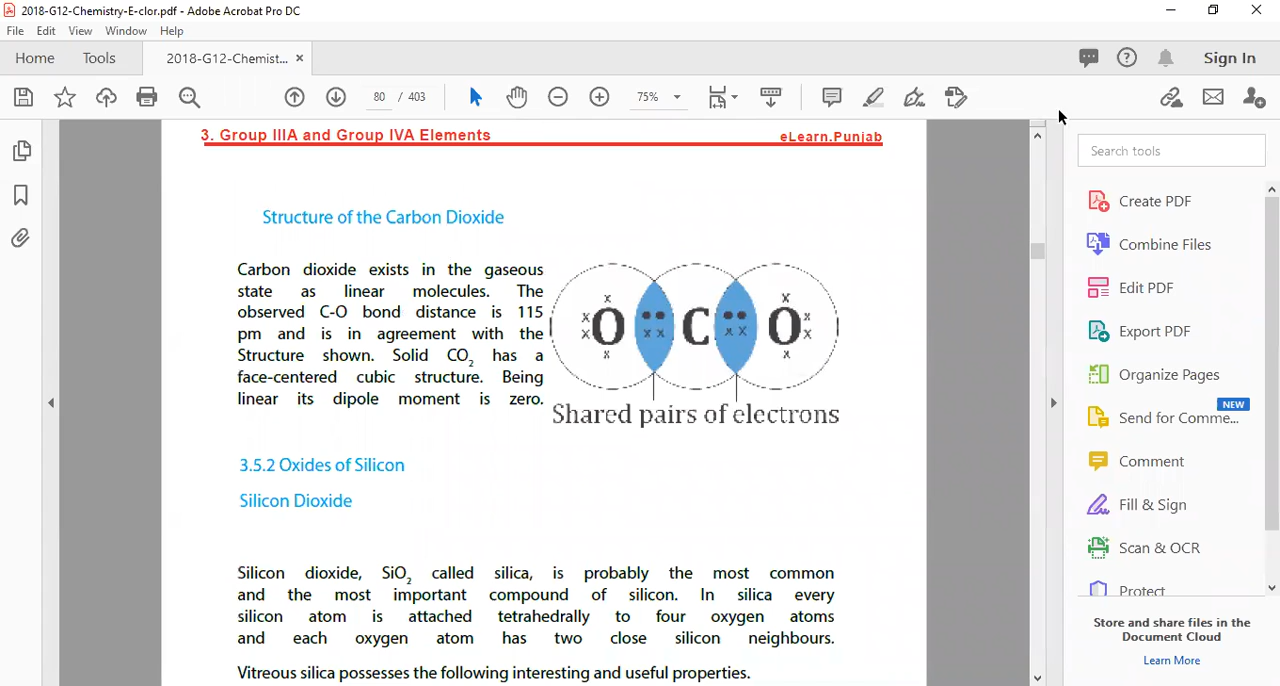 2018-G12-Chemistry-E-clor.pdf - Adobe Acrobat Pro DC
File Edit View Window Help
Home Tools 2018-G12-Chemist... × Sign In
80 / 403 75%
3. Group IIIA and Group IVA Elements eLearn.Punjab
Structure of the Carbon Dioxide
Carbon dioxide exists in the gaseous
state as linear molecules. The
observed C-O bond distance is 115
pm and is in agreement with the
Structure shown. Solid CO2 has a
face-centered cubic structure. Being
linear its dipole moment is zero.
O C O
Shared pairs of electrons
3.5.2 Oxides of Silicon
Silicon Dioxide
Silicon dioxide, SiO2 called silica, is probably the most common
and the most important compound of silicon. In silica every
silicon atom is attached tetrahedrally to four oxygen atoms
and each oxygen atom has two close silicon neighbours.
Vitreous silica possesses the following interesting and useful properties.
Search tools
Create PDF
Combine Files
Edit PDF
Export PDF
Organize Pages
NEW
Send for Comme...
Comment
Fill & Sign
Scan & OCR
Protect
Store and share files in the
Document Cloud
Learn More